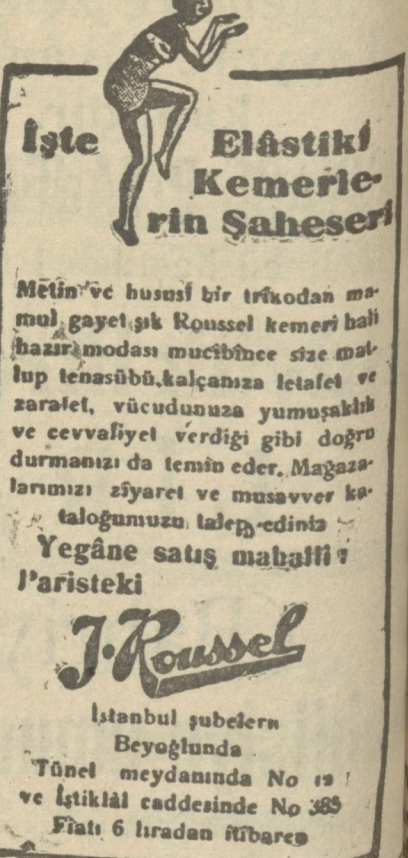 İşte Elâstiki
Kemerle-
rin Şaheseri
Metin ve hususî bir trikodan ma-
mul gayet şık Roussel kemeri hali
hazır modası mucibince size mat-
lup tenasübü, kalçanıza letafet ve
zarafet, vücudunuza yumuşaklık
ve cevvaliyet verdiği gibi doğru
durmanızı da temin eder. Mağaza-
larımızı ziyaret ve musavver ka-
taloğumuzu talep ediniz
Yegâne satış mahalli:
Paristeki
J. Roussel
İstanbul şubeleri
Beyoğlunda
Tünel meydanında No
ve İstiklâl caddesinde No
Fiatı 6 liradan itibaren